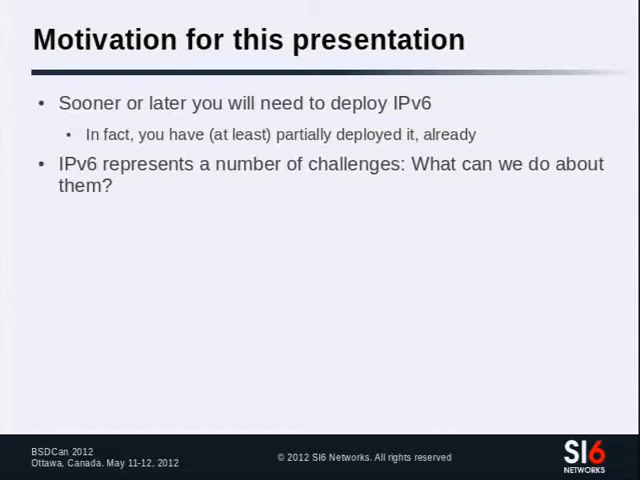 Motivation for this presentation
• Sooner or later you will need to deploy IPv6
• In fact, you have (at least) partially deployed it, already
• IPv6 represents a number of challenges: What can we do about
them?
BSDCan 2012
Ottawa, Canada. May 11-12, 2012
© 2012 SI6 Networks. All rights reserved
SI6
NETWORKS